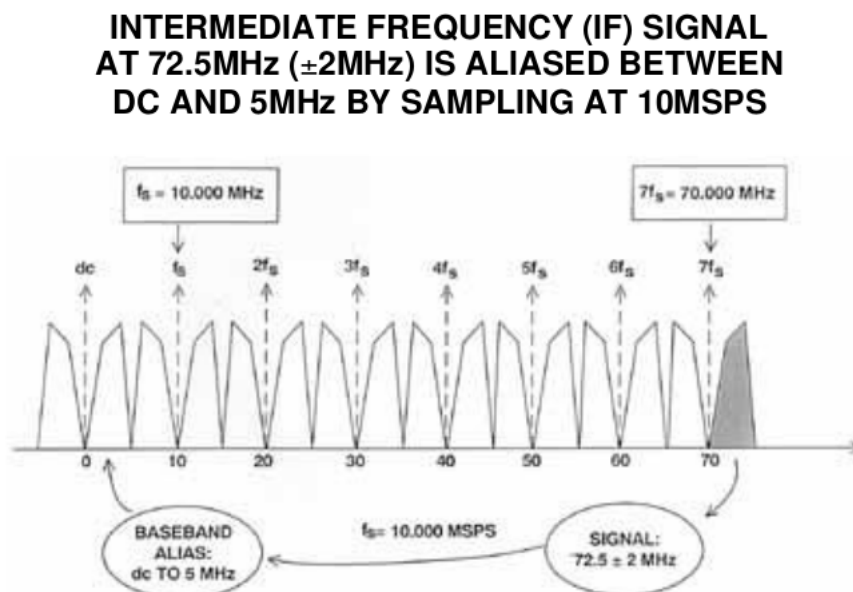 INTERMEDIATE FREQUENCY (IF) SIGNAL
AT 72.5MHz (±2MHz) IS ALIASED BETWEEN
DC AND 5MHz BY SAMPLING AT 10MSPS
fs = 10.000 MHz
7fs = 70.000 MHz
dc fs 2fs 3fs 4fs 5fs 6fs 7fs
0 10 20 30 40 50 60 70
BASEBAND
ALIAS:
dc TO 5 MHz
fs= 10.000 MSPS
SIGNAL:
72.5 ± 2 MHz